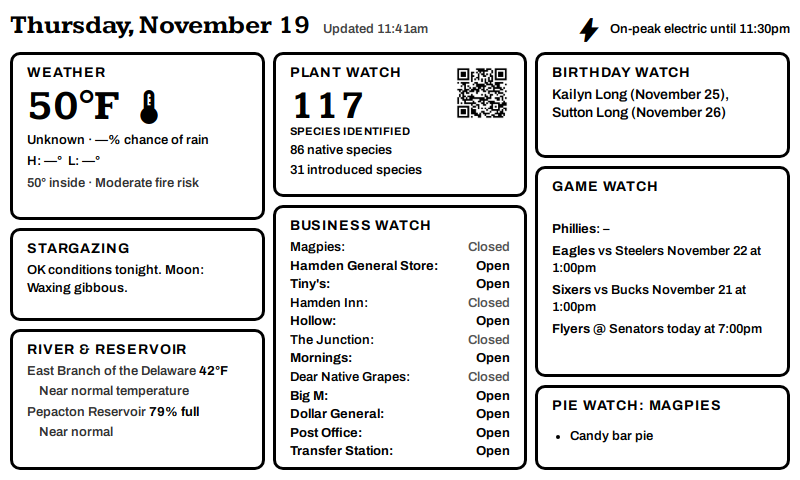 Thursday, November 19 Updated 11:41am
On-peak electric until 11:30pm
WEATHER
50°F
Unknown · —% chance of rain
H: —° L: —°
50° inside · Moderate fire risk
STARGAZING
OK conditions tonight. Moon:
Waxing gibbous.
RIVER & RESERVOIR
East Branch of the Delaware 42°F
Near normal temperature
Pepacton Reservoir 79% full
Near normal
PLANT WATCH
117
SPECIES IDENTIFIED
86 native species
31 introduced species
BUSINESS WATCH
Magpies: Closed
Hamden General Store: Open
Tiny's: Open
Hamden Inn: Closed
Hollow: Open
The Junction: Closed
Mornings: Open
Dear Native Grapes: Closed
Big M: Open
Dollar General: Open
Post Office: Open
Transfer Station: Open
BIRTHDAY WATCH
Kailyn Long (November 25),
Sutton Long (November 26)
GAME WATCH
Phillies: –
Eagles vs Steelers November 22 at
1:00pm
Sixers vs Bucks November 21 at
1:00pm
Flyers @ Senators today at 7:00pm
PIE WATCH: MAGPIES
• Candy bar pie